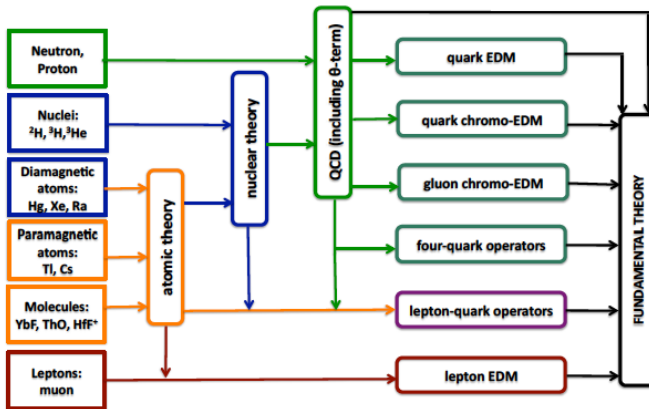 Neutron,
Proton
Nuclei:
²H, ³H,³He
Diamagnetic
atoms:
Hg, Xe, Ra
Paramagnetic
atoms:
Tl, Cs
Molecules:
YbF, ThO, HfF⁺
Leptons:
muon
atomic theory
nuclear theory
QCD (including θ-term)
quark EDM
quark chromo-EDM
gluon chromo-EDM
four-quark operators
lepton-quark operators
lepton EDM
FUNDAMENTAL THEORY